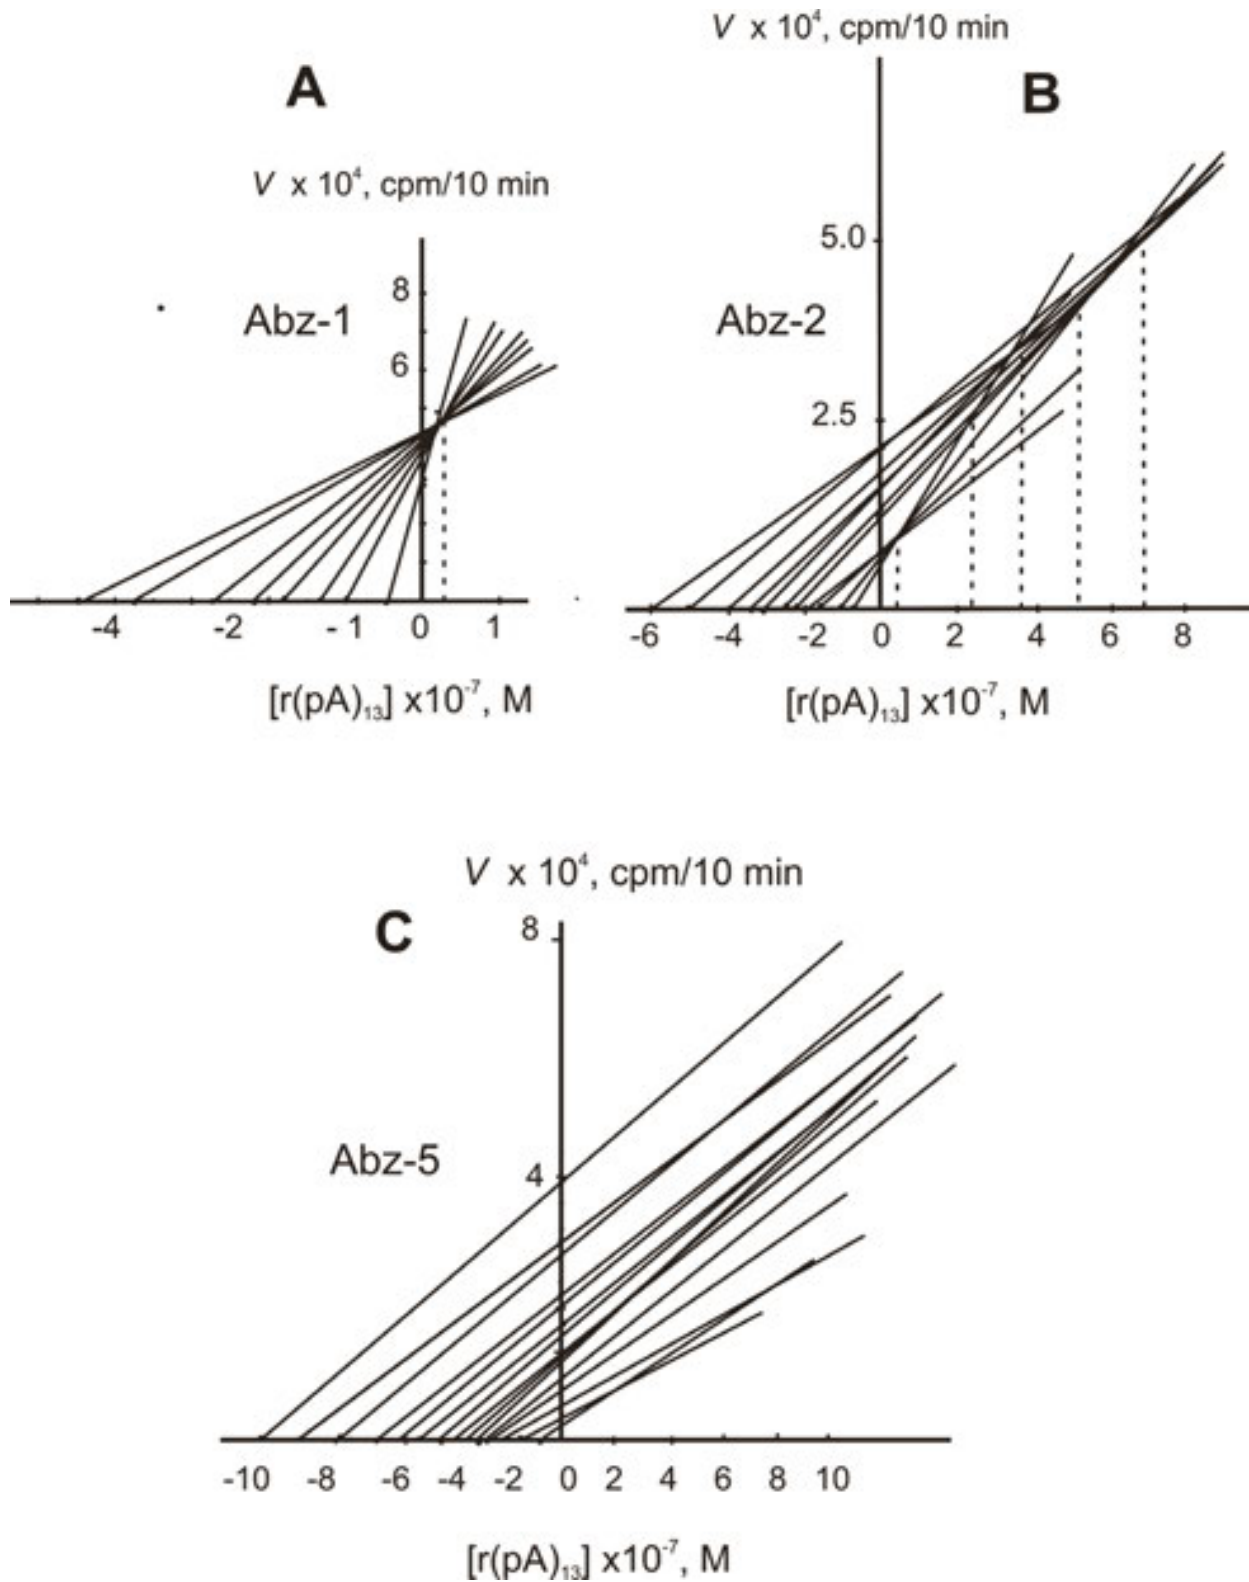 V x 10⁴, cpm/10 min
A
B
V x 10⁴, cpm/10 min
8
6
Abz-1
-4 -2 -1 0 1
[r(pA)₁₃] x10⁻⁷, M
5.0
Abz-2
2.5
-6 -4 -2 0 2 4 6 8
[r(pA)₁₃] x10⁻⁷, M
V x 10⁴, cpm/10 min
C
8
Abz-5
4
-10 -8 -6 -4 -2 0 2 4 6 8 10
[r(pA)₁₃] x10⁻⁷, M